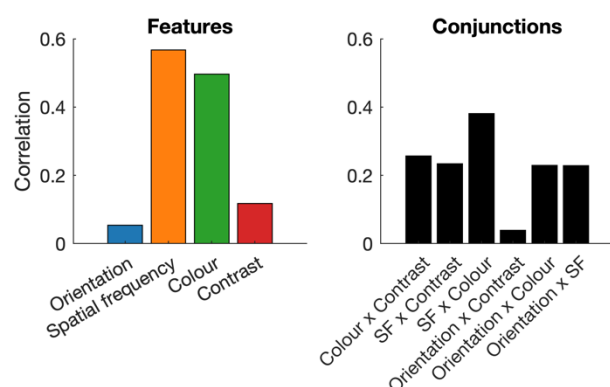 Features
0.6
0.4
0.2
0
Correlation
Orientation
Spatial frequency
Colour
Contrast
Conjunctions
0.6
0.4
0.2
0
Colour x Contrast
SF x Contrast
SF x Colour
Orientation x Contrast
Orientation x Colour
Orientation x SF